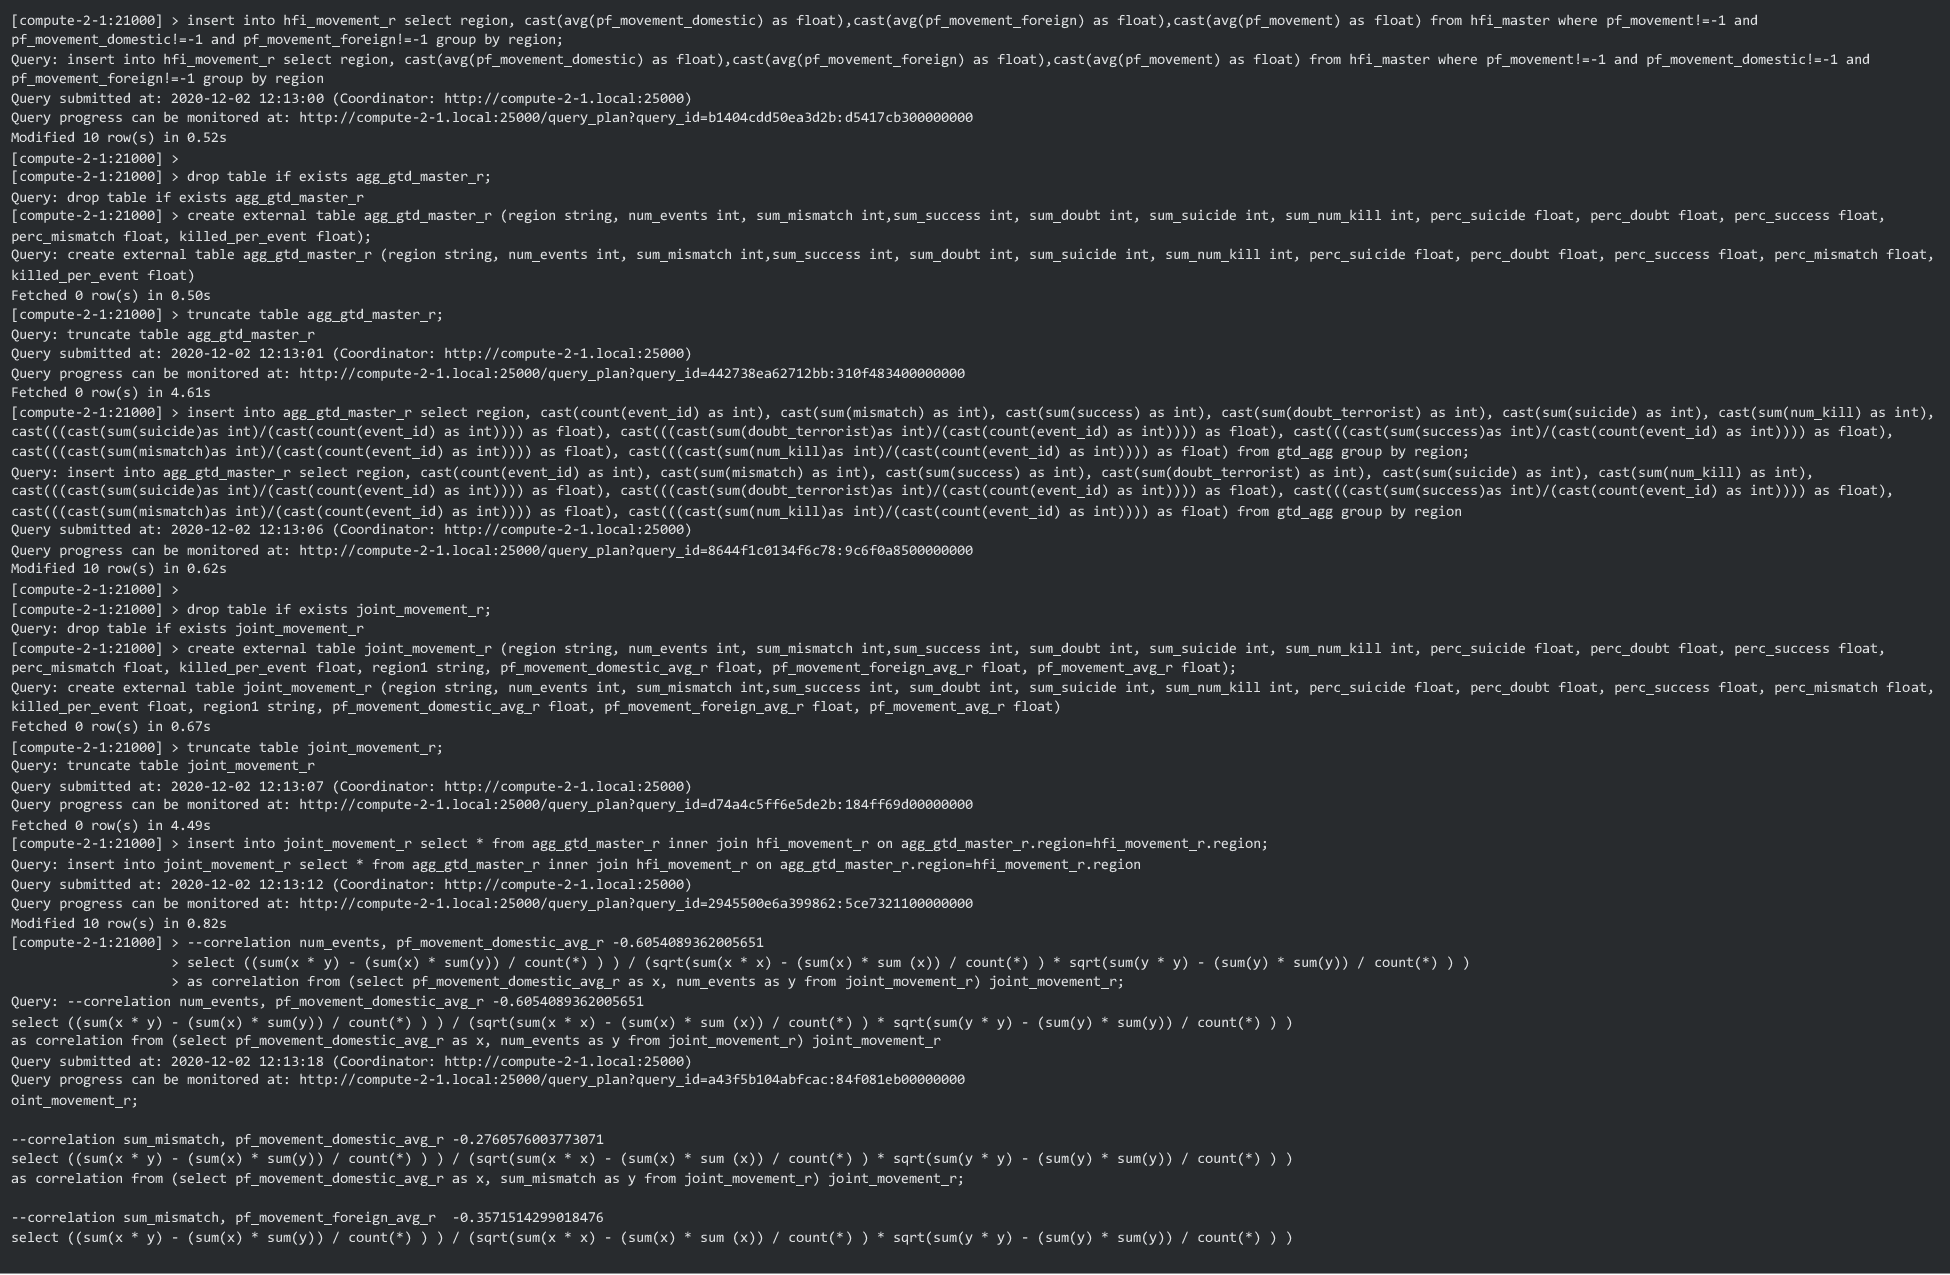 [compute-2-1:21000] > insert into hfi_movement_r select region, cast(avg(pf_movement_domestic) as float),cast(avg(pf_movement_foreign) as float),cast(avg(pf_movement) as float) from hfi_master where pf_movement!=-1 and
pf_movement_domestic!=-1 and pf_movement_foreign!=-1 group by region;
Query: insert into hfi_movement_r select region, cast(avg(pf_movement_domestic) as float),cast(avg(pf_movement_foreign) as float),cast(avg(pf_movement) as float) from hfi_master where pf_movement!=-1 and pf_movement_domestic!=-1 and
pf_movement_foreign!=-1 group by region
Query submitted at: 2020-12-02 12:13:00 (Coordinator: http://compute-2-1.local:25000)
Query progress can be monitored at: http://compute-2-1.local:25000/query_plan?query_id=b1404cdd50ea3d2b:d5417cb300000000
Modified 10 row(s) in 0.52s
[compute-2-1:21000] >
[compute-2-1:21000] > drop table if exists agg_gtd_master_r;
Query: drop table if exists agg_gtd_master_r
[compute-2-1:21000] > create external table agg_gtd_master_r (region string, num_events int, sum_mismatch int,sum_success int, sum_doubt int, sum_suicide int, sum_num_kill int, perc_suicide float, perc_doubt float, perc_success float,
perc_mismatch float, killed_per_event float);
Query: create external table agg_gtd_master_r (region string, num_events int, sum_mismatch int,sum_success int, sum_doubt int, sum_suicide int, sum_num_kill int, perc_suicide float, perc_doubt float, perc_success float, perc_mismatch float,
killed_per_event float)
Fetched 0 row(s) in 0.50s
[compute-2-1:21000] > truncate table agg_gtd_master_r;
Query: truncate table agg_gtd_master_r
Query submitted at: 2020-12-02 12:13:01 (Coordinator: http://compute-2-1.local:25000)
Query progress can be monitored at: http://compute-2-1.local:25000/query_plan?query_id=442738ea62712bb:310f483400000000
Fetched 0 row(s) in 4.61s
[compute-2-1:21000] > insert into agg_gtd_master_r select region, cast(count(event_id) as int), cast(sum(mismatch) as int), cast(sum(success) as int), cast(sum(doubt_terrorist) as int), cast(sum(suicide) as int), cast(sum(num_kill) as int),
cast(((cast(sum(suicide)as int)/(cast(count(event_id) as int)))) as float), cast(((cast(sum(doubt_terrorist)as int)/(cast(count(event_id) as int)))) as float), cast(((cast(sum(success)as int)/(cast(count(event_id) as int)))) as float),
cast(((cast(sum(mismatch)as int)/(cast(count(event_id) as int)))) as float), cast(((cast(sum(num_kill)as int)/(cast(count(event_id) as int)))) as float) from gtd_agg group by region;
Query: insert into agg_gtd_master_r select region, cast(count(event_id) as int), cast(sum(mismatch) as int), cast(sum(success) as int), cast(sum(doubt_terrorist) as int), cast(sum(suicide) as int), cast(sum(num_kill) as int),
cast(((cast(sum(suicide)as int)/(cast(count(event_id) as int)))) as float), cast(((cast(sum(doubt_terrorist)as int)/(cast(count(event_id) as int)))) as float), cast(((cast(sum(success)as int)/(cast(count(event_id) as int)))) as float),
cast(((cast(sum(mismatch)as int)/(cast(count(event_id) as int)))) as float), cast(((cast(sum(num_kill)as int)/(cast(count(event_id) as int)))) as float) from gtd_agg group by region
Query submitted at: 2020-12-02 12:13:06 (Coordinator: http://compute-2-1.local:25000)
Query progress can be monitored at: http://compute-2-1.local:25000/query_plan?query_id=8644f1c0134f6c78:9c6f0a8500000000
Modified 10 row(s) in 0.62s
[compute-2-1:21000] >
[compute-2-1:21000] > drop table if exists joint_movement_r;
Query: drop table if exists joint_movement_r
[compute-2-1:21000] > create external table joint_movement_r (region string, num_events int, sum_mismatch int,sum_success int, sum_doubt int, sum_suicide int, sum_num_kill int, perc_suicide float, perc_doubt float, perc_success float,
perc_mismatch float, killed_per_event float, region1 string, pf_movement_domestic_avg_r float, pf_movement_foreign_avg_r float, pf_movement_avg_r float);
Query: create external table joint_movement_r (region string, num_events int, sum_mismatch int,sum_success int, sum_doubt int, sum_suicide int, sum_num_kill int, perc_suicide float, perc_doubt float, perc_success float, perc_mismatch float,
killed_per_event float, region1 string, pf_movement_domestic_avg_r float, pf_movement_foreign_avg_r float, pf_movement_avg_r float)
Fetched 0 row(s) in 0.67s
[compute-2-1:21000] > truncate table joint_movement_r;
Query: truncate table joint_movement_r
Query submitted at: 2020-12-02 12:13:07 (Coordinator: http://compute-2-1.local:25000)
Query progress can be monitored at: http://compute-2-1.local:25000/query_plan?query_id=d74a4c5ff6e5de2b:184ff69d00000000
Fetched 0 row(s) in 4.49s
[compute-2-1:21000] > insert into joint_movement_r select * from agg_gtd_master_r inner join hfi_movement_r on agg_gtd_master_r.region=hfi_movement_r.region;
Query: insert into joint_movement_r select * from agg_gtd_master_r inner join hfi_movement_r on agg_gtd_master_r.region=hfi_movement_r.region
Query submitted at: 2020-12-02 12:13:12 (Coordinator: http://compute-2-1.local:25000)
Query progress can be monitored at: http://compute-2-1.local:25000/query_plan?query_id=2945500e6a399862:5ce7321100000000
Modified 10 row(s) in 0.82s
[compute-2-1:21000] > --correlation num_events, pf_movement_domestic_avg_r -0.6054089362005651
> select ((sum(x * y) - (sum(x) * sum(y)) / count(*) ) ) / (sqrt(sum(x * x) - (sum(x) * sum (x)) / count(*) ) * sqrt(sum(y * y) - (sum(y) * sum(y)) / count(*) ) )
> as correlation from (select pf_movement_domestic_avg_r as x, num_events as y from joint_movement_r) joint_movement_r;
Query: --correlation num_events, pf_movement_domestic_avg_r -0.6054089362005651
select ((sum(x * y) - (sum(x) * sum(y)) / count(*) ) ) / (sqrt(sum(x * x) - (sum(x) * sum (x)) / count(*) ) * sqrt(sum(y * y) - (sum(y) * sum(y)) / count(*) ) )
as correlation from (select pf_movement_domestic_avg_r as x, num_events as y from joint_movement_r) joint_movement_r
Query submitted at: 2020-12-02 12:13:18 (Coordinator: http://compute-2-1.local:25000)
Query progress can be monitored at: http://compute-2-1.local:25000/query_plan?query_id=a43f5b104abfcac:84f081eb00000000
oint_movement_r;

--correlation sum_mismatch, pf_movement_domestic_avg_r -0.2760576003773071
select ((sum(x * y) - (sum(x) * sum(y)) / count(*) ) ) / (sqrt(sum(x * x) - (sum(x) * sum (x)) / count(*) ) * sqrt(sum(y * y) - (sum(y) * sum(y)) / count(*) ) )
as correlation from (select pf_movement_domestic_avg_r as x, sum_mismatch as y from joint_movement_r) joint_movement_r;

--correlation sum_mismatch, pf_movement_foreign_avg_r  -0.3571514299018476
select ((sum(x * y) - (sum(x) * sum(y)) / count(*) ) ) / (sqrt(sum(x * x) - (sum(x) * sum (x)) / count(*) ) * sqrt(sum(y * y) - (sum(y) * sum(y)) / count(*) ) )